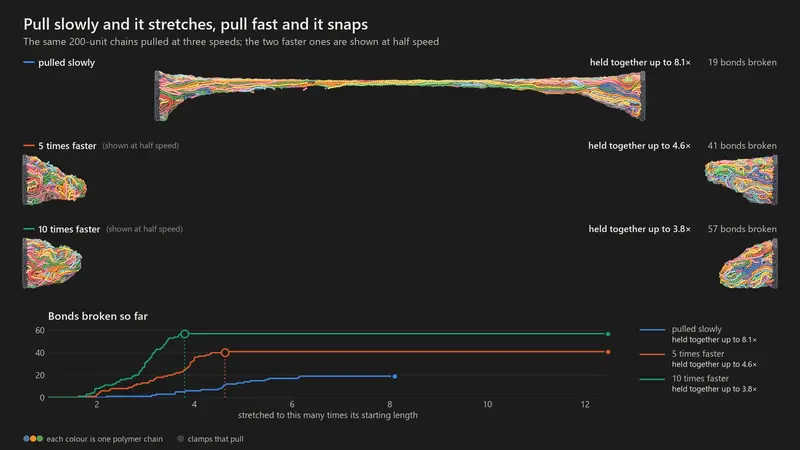 Pull slowly and it stretches, pull fast and it snaps
The same 200-unit chains pulled at three speeds; the two faster ones are shown at half speed
pulled slowly
held together up to 8.1× 19 bonds broken
5 times faster (shown at half speed)
held together up to 4.6× 41 bonds broken
10 times faster (shown at half speed)
held together up to 3.8× 57 bonds broken
Bonds broken so far
60
40
20
0
2 4 6 8 10 12
stretched to this many times its starting length
pulled slowly
held together up to 8.1×
5 times faster
held together up to 4.6×
10 times faster
held together up to 3.8×
each colour is one polymer chain clamps that pull